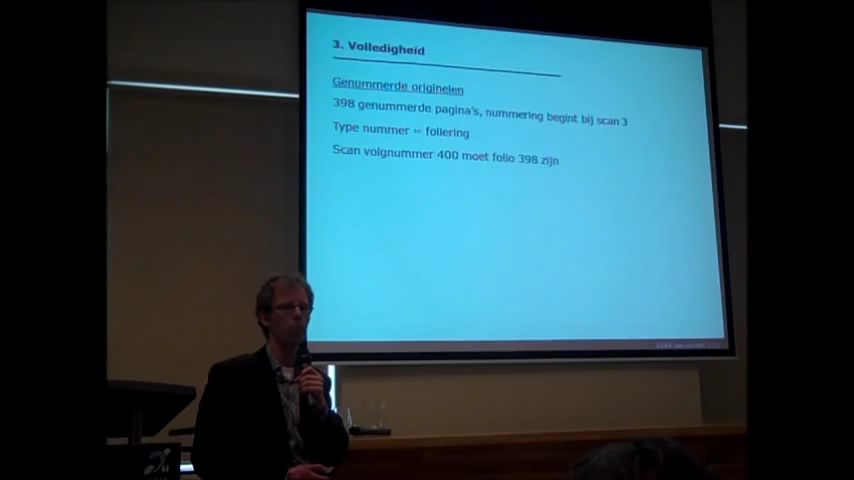 3. Volledigheid
Genummerde originelen
398 genummerde pagina's, nummering begint bij scan 3
Type nummer = foliering
Scan volgnummer 400 moet folio 398 zijn